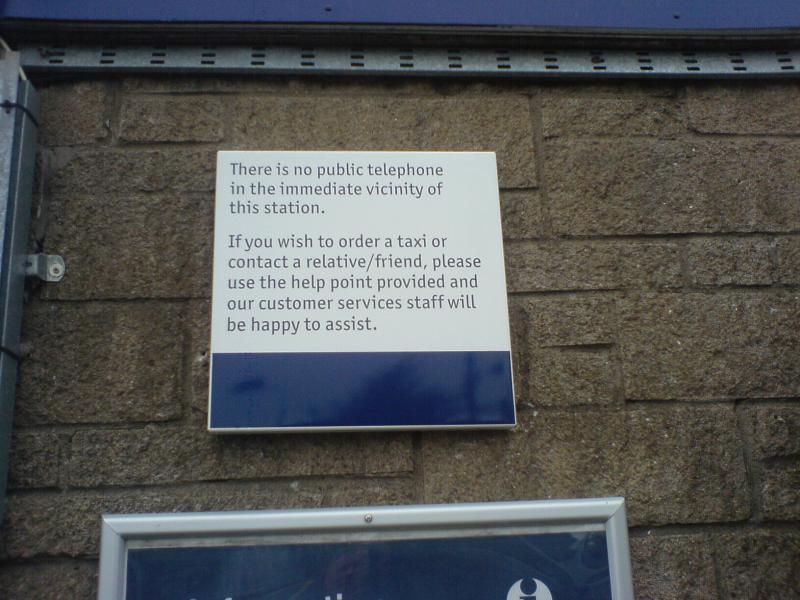 There is no public telephone
in the immediate vicinity of
this station.
If you wish to order a taxi or
contact a relative/friend, please
use the help point provided and
our customer services staff will
be happy to assist.